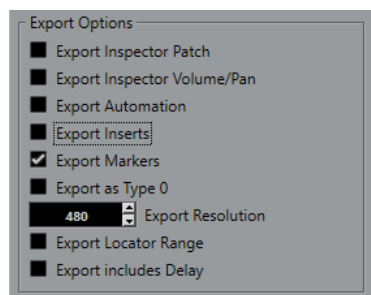 Export Options
Export Inspector Patch
Export Inspector Volume/Pan
Export Automation
Export Inserts
Export Markers
Export as Type 0
480 Export Resolution
Export Locator Range
Export includes Delay